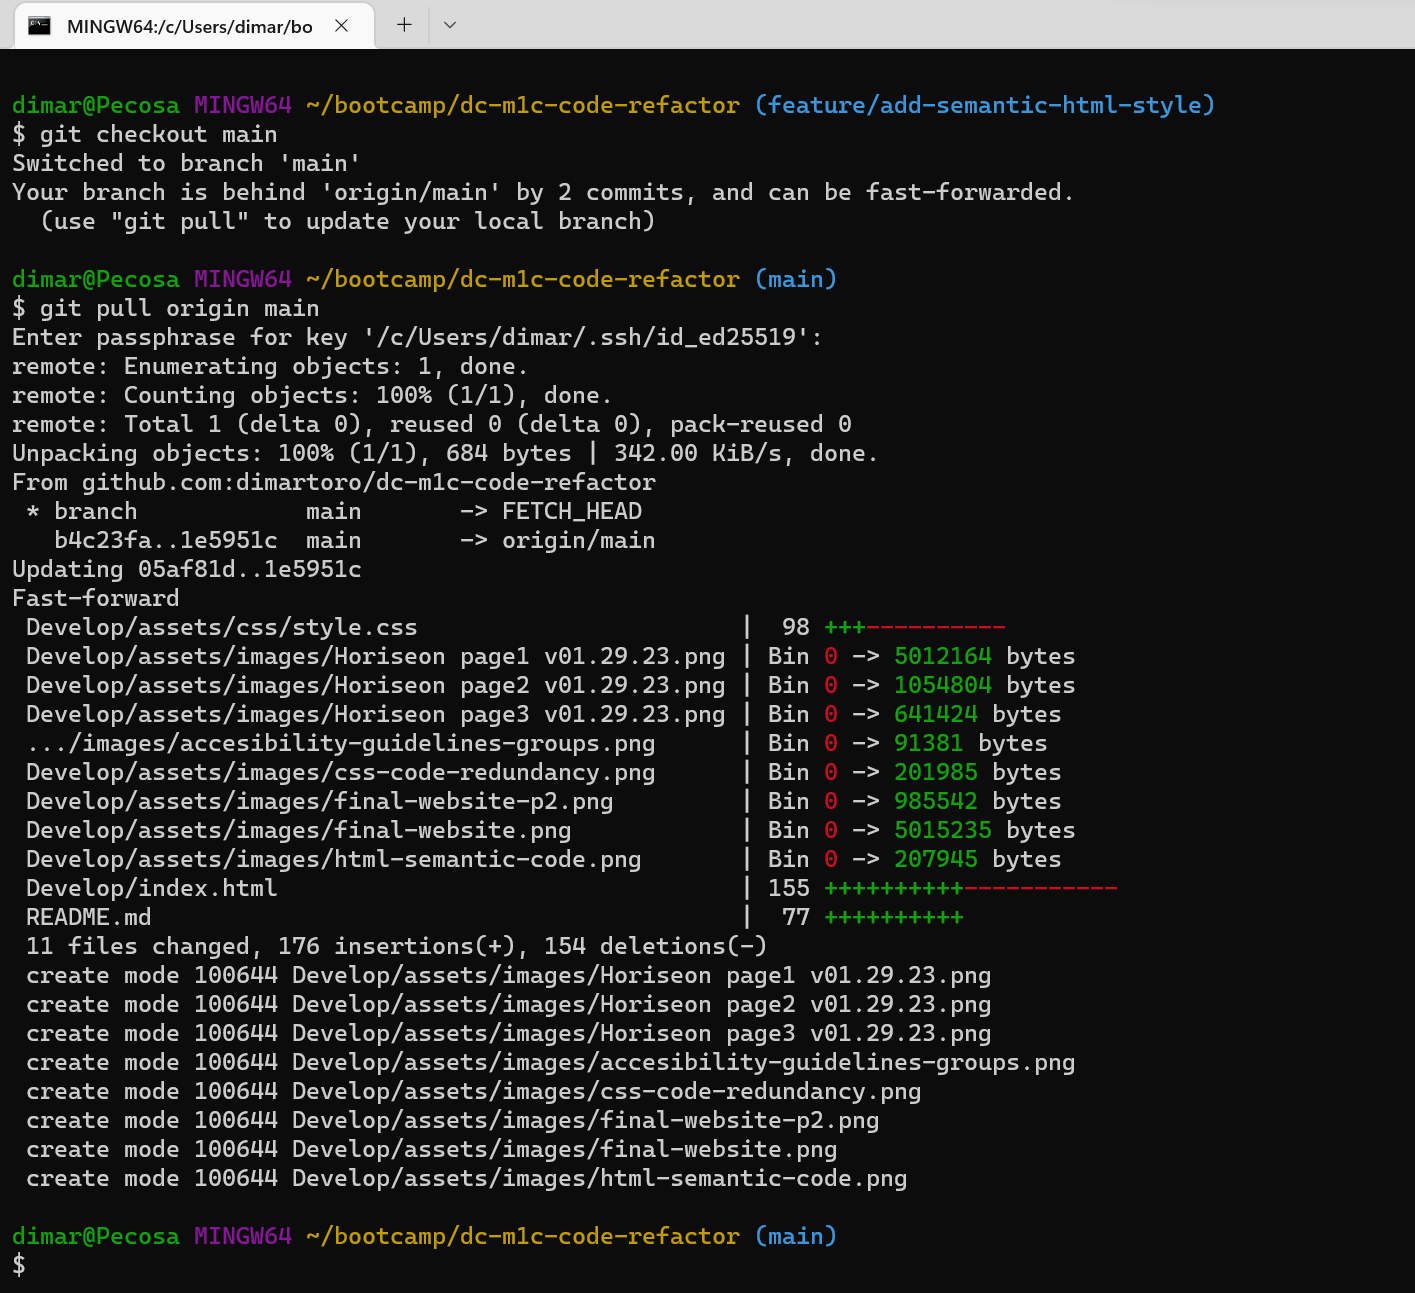 MINGW64:/c/Users/dimar/bo
dimar@Pecosa MINGW64 ~/bootcamp/dc-m1c-code-refactor (feature/add-semantic-html-style)
$ git checkout main
Switched to branch 'main'
Your branch is behind 'origin/main' by 2 commits, and can be fast-forwarded.
  (use "git pull" to update your local branch)
dimar@Pecosa MINGW64 ~/bootcamp/dc-m1c-code-refactor (main)
$ git pull origin main
Enter passphrase for key '/c/Users/dimar/.ssh/id_ed25519':
remote: Enumerating objects: 1, done.
remote: Counting objects: 100% (1/1), done.
remote: Total 1 (delta 0), reused 0 (delta 0), pack-reused 0
Unpacking objects: 100% (1/1), 684 bytes | 342.00 KiB/s, done.
From github.com:dimartoro/dc-m1c-code-refactor
 * branch            main       -> FETCH_HEAD
   b4c23fa..1e5951c  main       -> origin/main
Updating 05af81d..1e5951c
Fast-forward
 Develop/assets/css/style.css                       |  98 +++----------
 Develop/assets/images/Horiseon page1 v01.29.23.png | Bin 0 -> 5012164 bytes
 Develop/assets/images/Horiseon page2 v01.29.23.png | Bin 0 -> 1054804 bytes
 Develop/assets/images/Horiseon page3 v01.29.23.png | Bin 0 -> 641424 bytes
 .../images/accesibility-guidelines-groups.png      | Bin 0 -> 91381 bytes
 Develop/assets/images/css-code-redundancy.png      | Bin 0 -> 201985 bytes
 Develop/assets/images/final-website-p2.png         | Bin 0 -> 985542 bytes
 Develop/assets/images/final-website.png            | Bin 0 -> 5015235 bytes
 Develop/assets/images/html-semantic-code.png       | Bin 0 -> 207945 bytes
 Develop/index.html                                 | 155 ++++++++++-----------
 README.md                                          |  77 ++++++++++
 11 files changed, 176 insertions(+), 154 deletions(-)
 create mode 100644 Develop/assets/images/Horiseon page1 v01.29.23.png
 create mode 100644 Develop/assets/images/Horiseon page2 v01.29.23.png
 create mode 100644 Develop/assets/images/Horiseon page3 v01.29.23.png
 create mode 100644 Develop/assets/images/accesibility-guidelines-groups.png
 create mode 100644 Develop/assets/images/css-code-redundancy.png
 create mode 100644 Develop/assets/images/final-website-p2.png
 create mode 100644 Develop/assets/images/final-website.png
 create mode 100644 Develop/assets/images/html-semantic-code.png
dimar@Pecosa MINGW64 ~/bootcamp/dc-m1c-code-refactor (main)
$